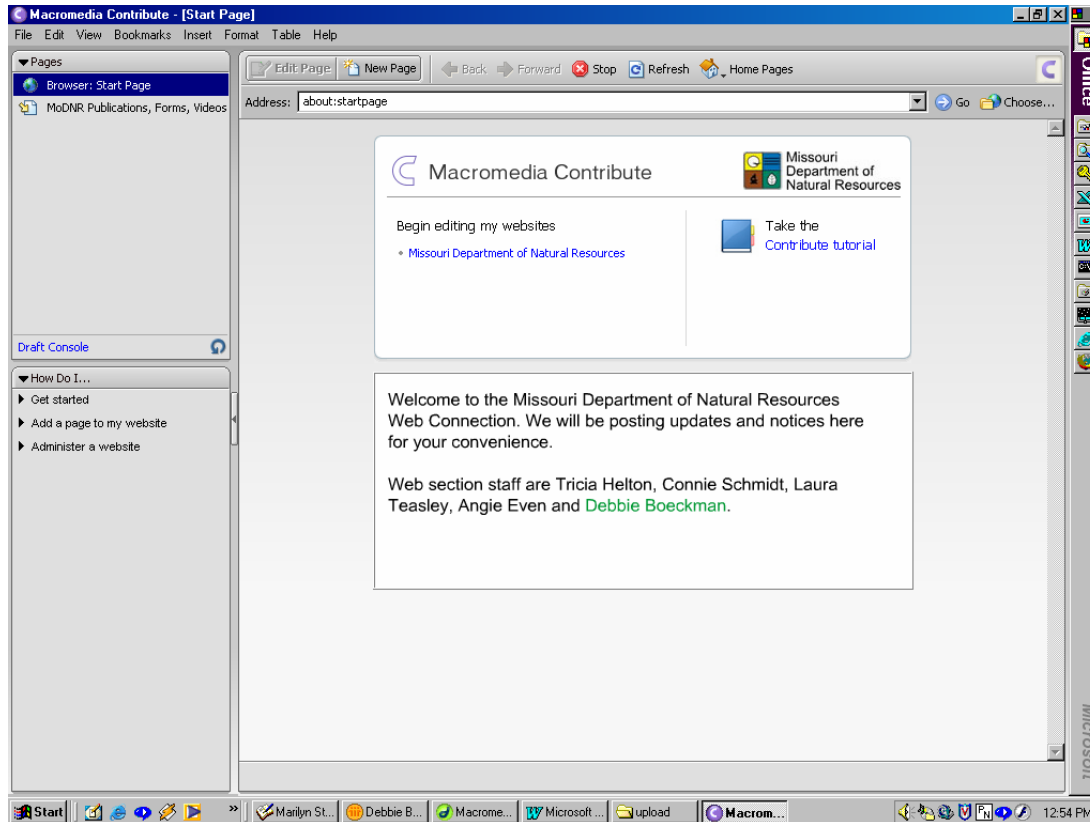 Macromedia Contribute - [Start Page]
File Edit View Bookmarks Insert Format Table Help
Pages
Browser: Start Page
MoDNR Publications, Forms, Videos
Draft Console
How Do I...
Get started
Add a page to my website
Administer a website
Edit Page New Page Back Forward Stop Refresh Home Pages
Address: about:startpage Go Choose...
Macromedia Contribute
Missouri
Department of
Natural Resources
Begin editing my websites
• Missouri Department of Natural Resources
Take the
Contribute tutorial
Welcome to the Missouri Department of Natural Resources
Web Connection. We will be posting updates and notices here
for your convenience.
Web section staff are Tricia Helton, Connie Schmidt, Laura
Teasley, Angie Even and Debbie Boeckman.
Office
Microsoft
Start » Marilyn St... Debbie B... Macrome... Microsoft ... upload Macrom... 12:54 PM